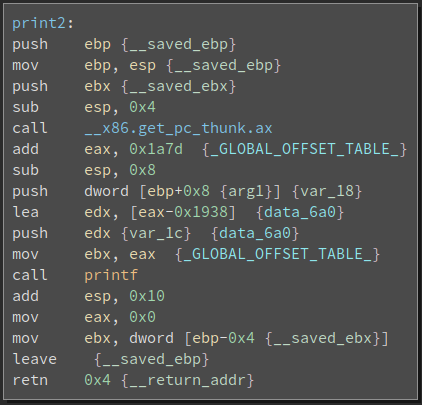 print2:
push    ebp {__saved_ebp}
mov     ebp, esp {__saved_ebp}
push    ebx {__saved_ebx}
sub     esp, 0x4
call    __x86.get_pc_thunk.ax
add     eax, 0x1a7d  {_GLOBAL_OFFSET_TABLE_}
sub     esp, 0x8
push    dword [ebp+0x8 {arg1}] {var_18}
lea     edx, [eax-0x1938]  {data_6a0}
push    edx {var_1c}  {data_6a0}
mov     ebx, eax  {_GLOBAL_OFFSET_TABLE_}
call    printf
add     esp, 0x10
mov     eax, 0x0
mov     ebx, dword [ebp-0x4 {__saved_ebx}]
leave    {__saved_ebp}
retn    0x4 {__return_addr}